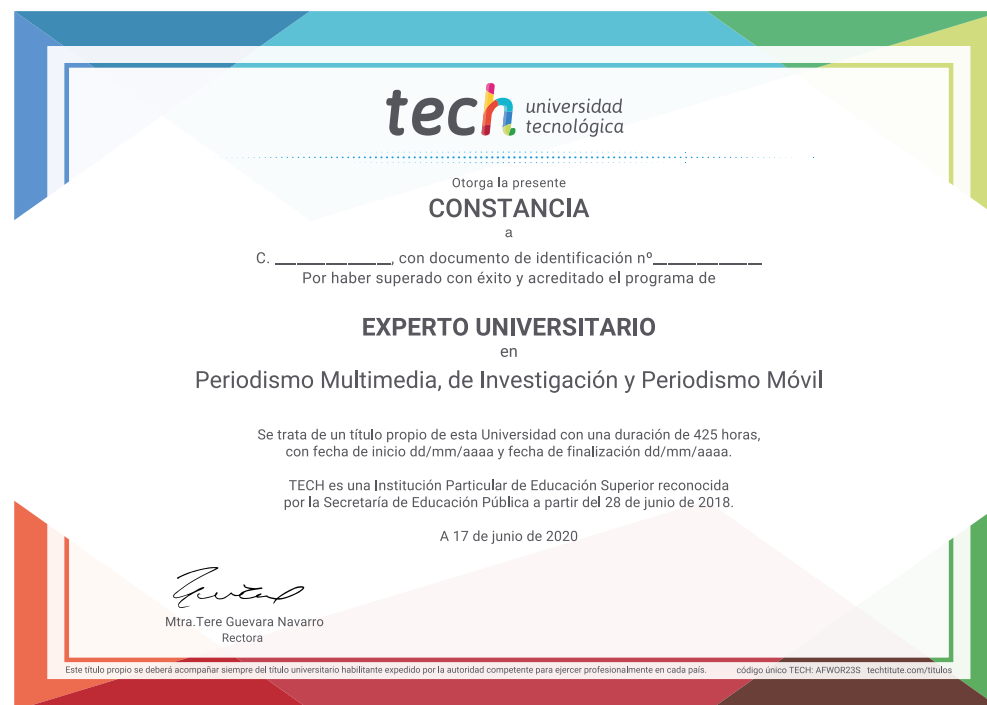 tech universidad
tecnológica
Otorga la presente
CONSTANCIA
a
C. ______________, con documento de identificación nº______________
Por haber superado con éxito y acreditado el programa de
EXPERTO UNIVERSITARIO
en
Periodismo Multimedia, de Investigación y Periodismo Móvil
Se trata de un título propio de esta Universidad con una duración de 425 horas,
con fecha de inicio dd/mm/aaaa y fecha de finalización dd/mm/aaaa.
TECH es una Institución Particular de Educación Superior reconocida
por la Secretaría de Educación Pública a partir del 28 de junio de 2018.
A 17 de junio de 2020
Mtra.Tere Guevara Navarro
Rectora
Este título propio se deberá acompañar siempre del título universitario habilitante expedido por la autoridad competente para ejercer profesionalmente en cada país. código único TECH: AFWOR23S techtitute.com/titulos